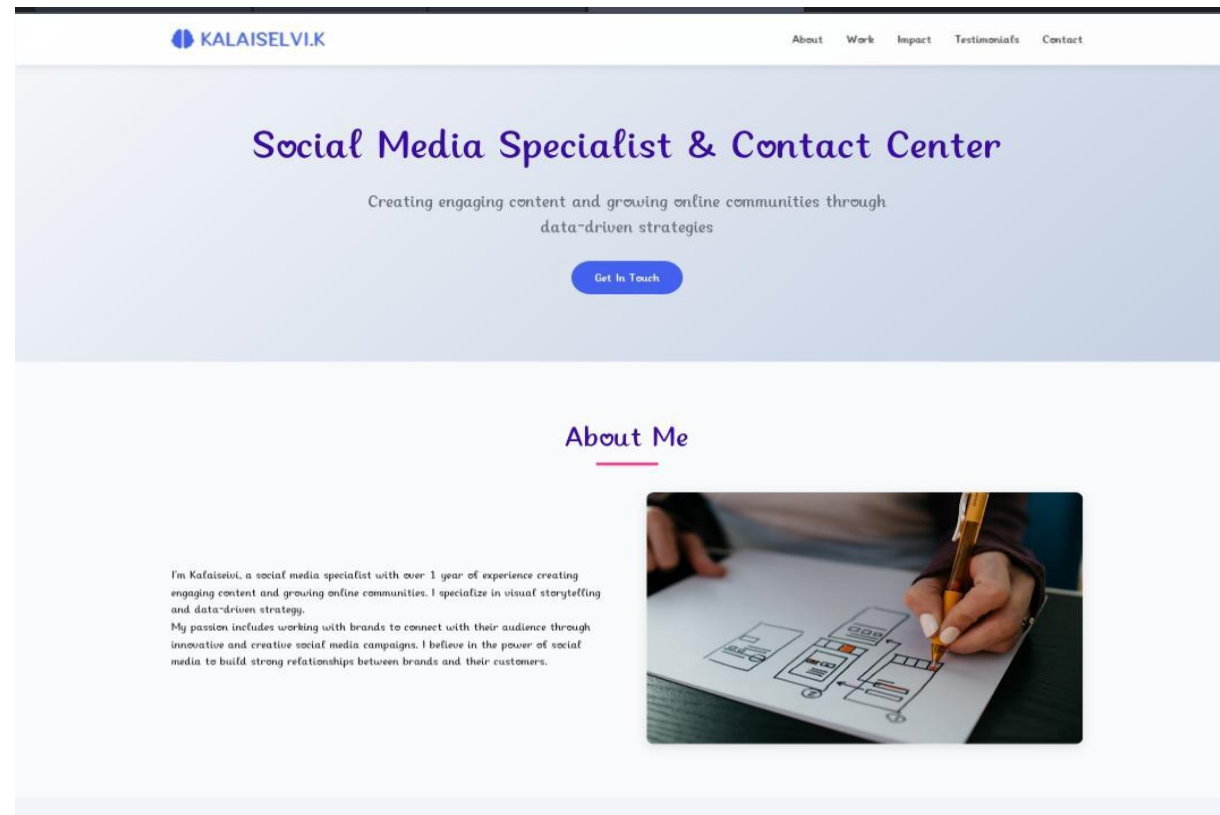 KALAISELVI.K
About Work Impact Testimonials Contact
Social Media Specialist & Contact Center
Creating engaging content and growing online communities through
data-driven strategies
Get In Touch
About Me
I'm Kalaiseivi, a social media specialist with over 1 year of experience creating
engaging content and growing online communities. I specialize in visual storytelling
and data-driven strategy.
My passion includes working with brands to connect with their audience through
innovative and creative social media campaigns. I believe in the power of social
media to build strong relationships between brands and their customers.